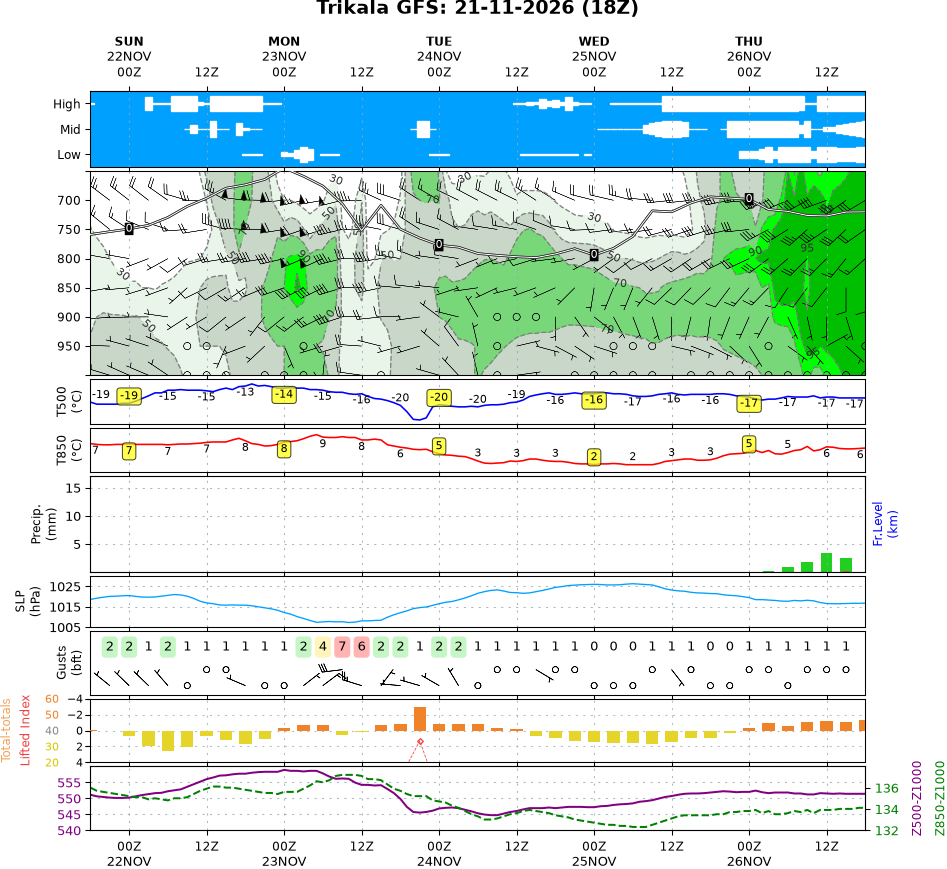 Trikala GFS: 21-11-2026 (18Z)
SUN MON TUE WED THU
22NOV 23NOV 24NOV 25NOV 26NOV
00Z 12Z 00Z 12Z 00Z 12Z 00Z 12Z 00Z 12Z
High
Mid
Low
30 30
700 0
70
50 30
0
750 0
50 50 0 50 90 95
800
30 70
850
900 50 70
950 95
T500 (°C)
-19 -19 -15 -15 -14 -15 -16 -20 -20 -20 -19 -16 -16 -17 -16 -16 -17 -17 -17 -17
T850 (°C)
7 7 7 7 8 8 9 8 6 5 3 3 3 2 2 3 3 5 5 6 6
Precip. (mm)
15
10
5
Fr.Level (km)
SLP (hPa)
1025
1015
1005
Gusts (bft)
2 2 1 2 1 1 1 1 1 1 2 4 7 6 2 2 1 2 2 1 1 1 1 1 1 0 0 0 1 1 1 0 0 1 1 1 1 1 1
Total-totals
Lifted Index
60 −4
50 −2
40 0
30 2
20 4
555
550
545
540
136
134
132
Z500-Z1000
Z850-Z1000
00Z 12Z 00Z 12Z 00Z 12Z 00Z 12Z 00Z 12Z
22NOV 23NOV 24NOV 25NOV 26NOV